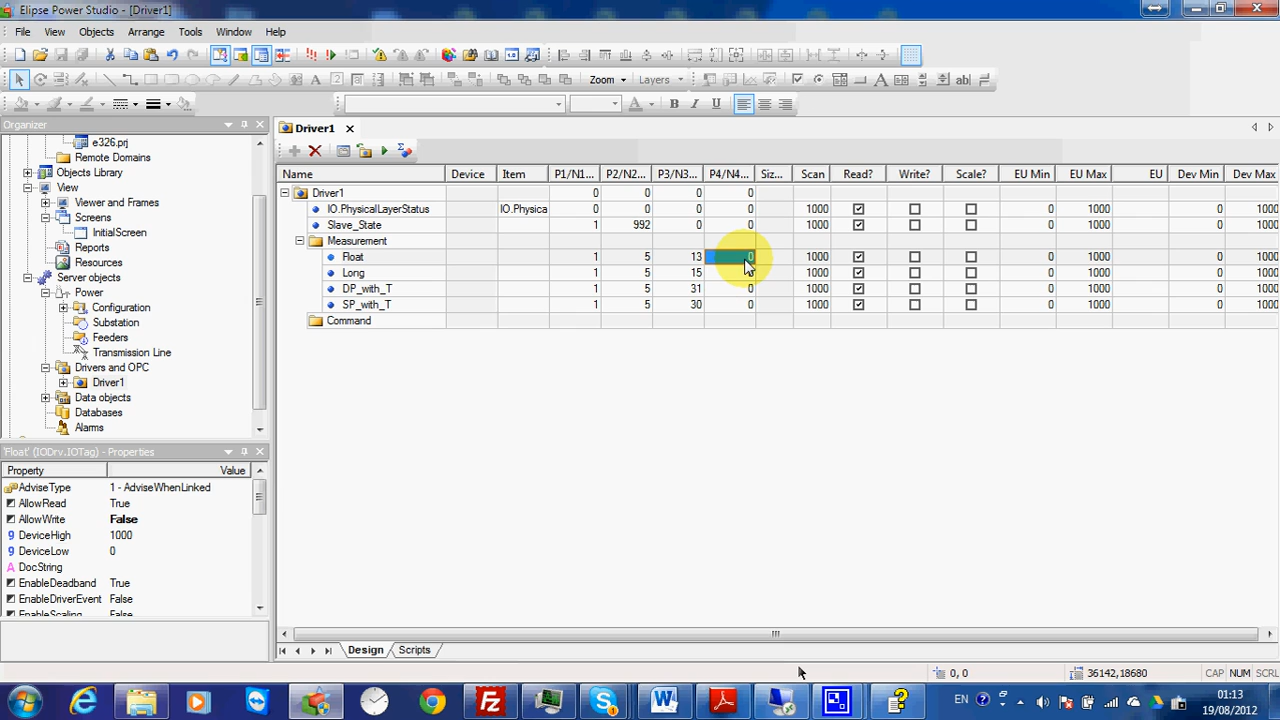 Elipse Power Studio - [Driver1]
File View Objects Arrange Tools Window Help
Zoom Layers
Organizer
e326.prj
Remote Domains
Objects Library
View
Viewer and Frames
Screens
InitialScreen
Reports
Resources
Server objects
Power
Configuration
Substation
Feeders
Transmission Line
Drivers and OPC
Driver1
Data objects
Databases
Alarms
'Float' (IODrv.IOTag) - Properties
Property Value
AdviseType 1 - AdviseWhenLinked
AllowRead True
AllowWrite False
DeviceHigh 1000
DeviceLow 0
DocString
EnableDeadband True
EnableDriverEvent False
EnableScaling False
Driver1
Name Device Item P1/N1... P2/N2... P3/N3... P4/N4... Siz... Scan Read? Write? Scale? EU Min EU Max EU Dev Min Dev Max
Driver1 0 0 0 0
IO.PhysicalLayerStatus IO.Physica 0 0 0 0 1000 0 1000 0 1000
Slave_State 1 992 0 0 1000 0 1000 0 1000
Measurement
Float 1 5 13 0 1000 0 1000 0 1000
Long 1 5 15 0 1000 0 1000 0 1000
DP_with_T 1 5 31 0 1000 0 1000 0 1000
SP_with_T 1 5 30 0 1000 0 1000 0 1000
Command
Design Scripts
0, 0 36142,18680 CAP NUM SCRL
EN 01:13
19/08/2012